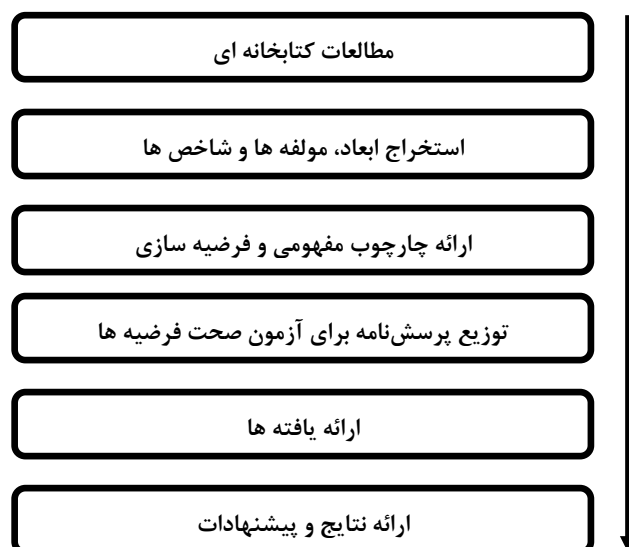 مطالعات کتابخانه ای
استخراج ابعاد، مولفه ها و شاخص ها
ارائه چارچوب مفهومی و فرضیه سازی
توزیع پرسش‌نامه برای آزمون صحت فرضیه ها
ارائه یافته ها
ارائه نتایج و پیشنهادات